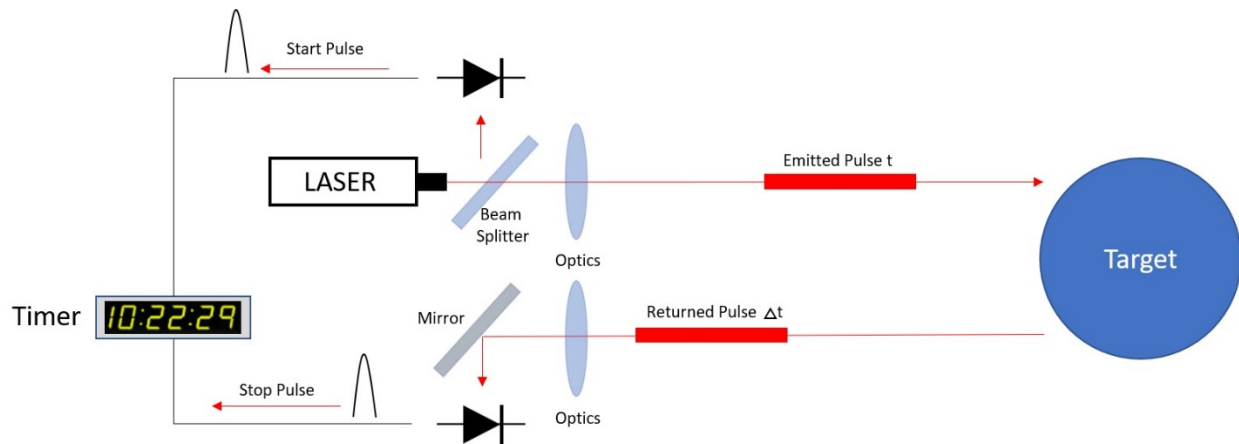 Start Pulse
LASER
Emitted Pulse t
Beam
Splitter
Optics
Target
Timer
10:22:29
Mirror
Returned Pulse △t
Stop Pulse
Optics